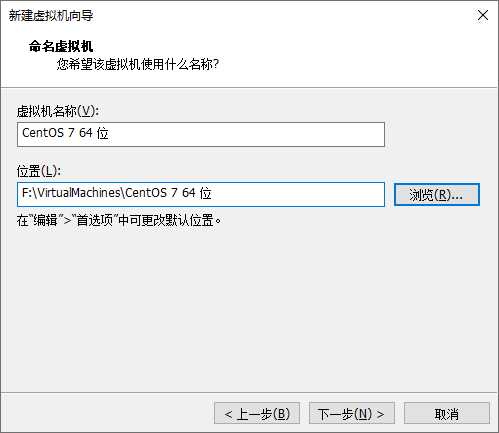 新建虚拟机向导
命名虚拟机
您希望该虚拟机使用什么名称?
虚拟机名称(V):
CentOS 7 64 位
位置(L):
F:\VirtualMachines\CentOS 7 64 位
浏览(R)...
在“编辑”>“首选项”中可更改默认位置。
< 上一步(B)
下一步(N) >
取消